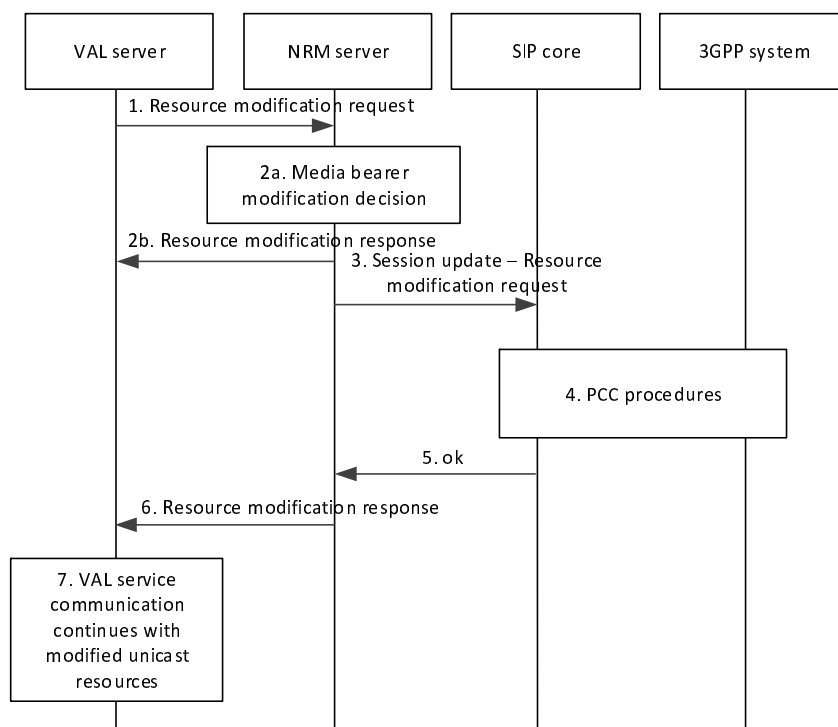 VAL server
NRM server
SIP core
3GPP system
1. Resource modification request
2a. Media bearer
modification decision
2b. Resource modification response
3. Session update – Resource
modification request
4. PCC procedures
5. ok
6. Resource modification response
7. VAL service
communication
continues with
modified unicast
resources